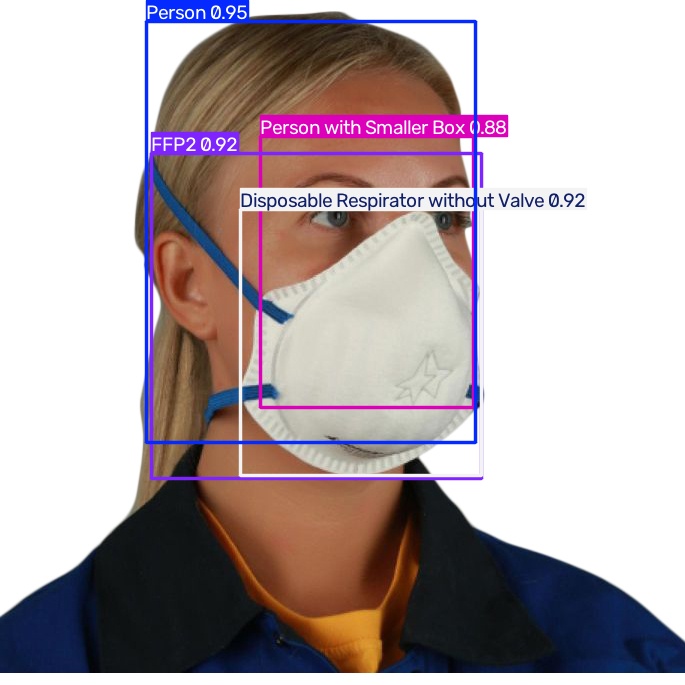 Person 0.95
Person with Smaller Box 0.88
FFP2 0.92
Disposable Respirator without Valve 0.92